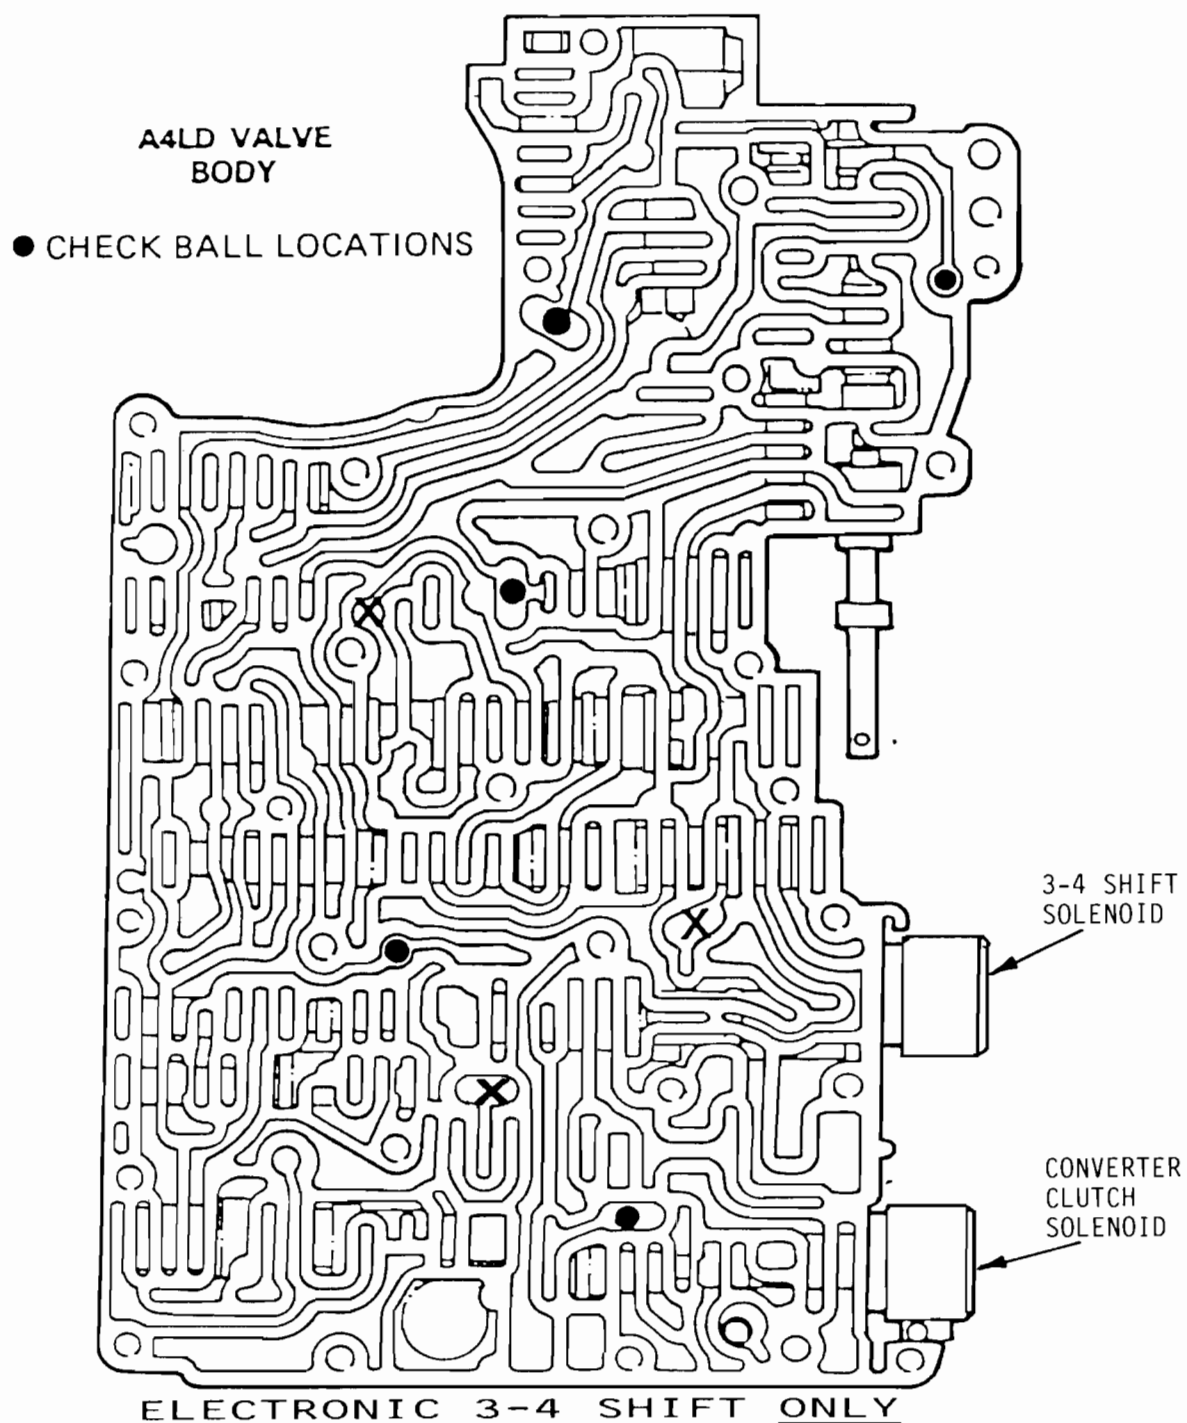 A4LD VALVE
BODY
● CHECK BALL LOCATIONS
X
X
X
3-4 SHIFT
SOLENOID
CONVERTER
CLUTCH
SOLENOID
ELECTRONIC 3-4 SHIFT ONLY